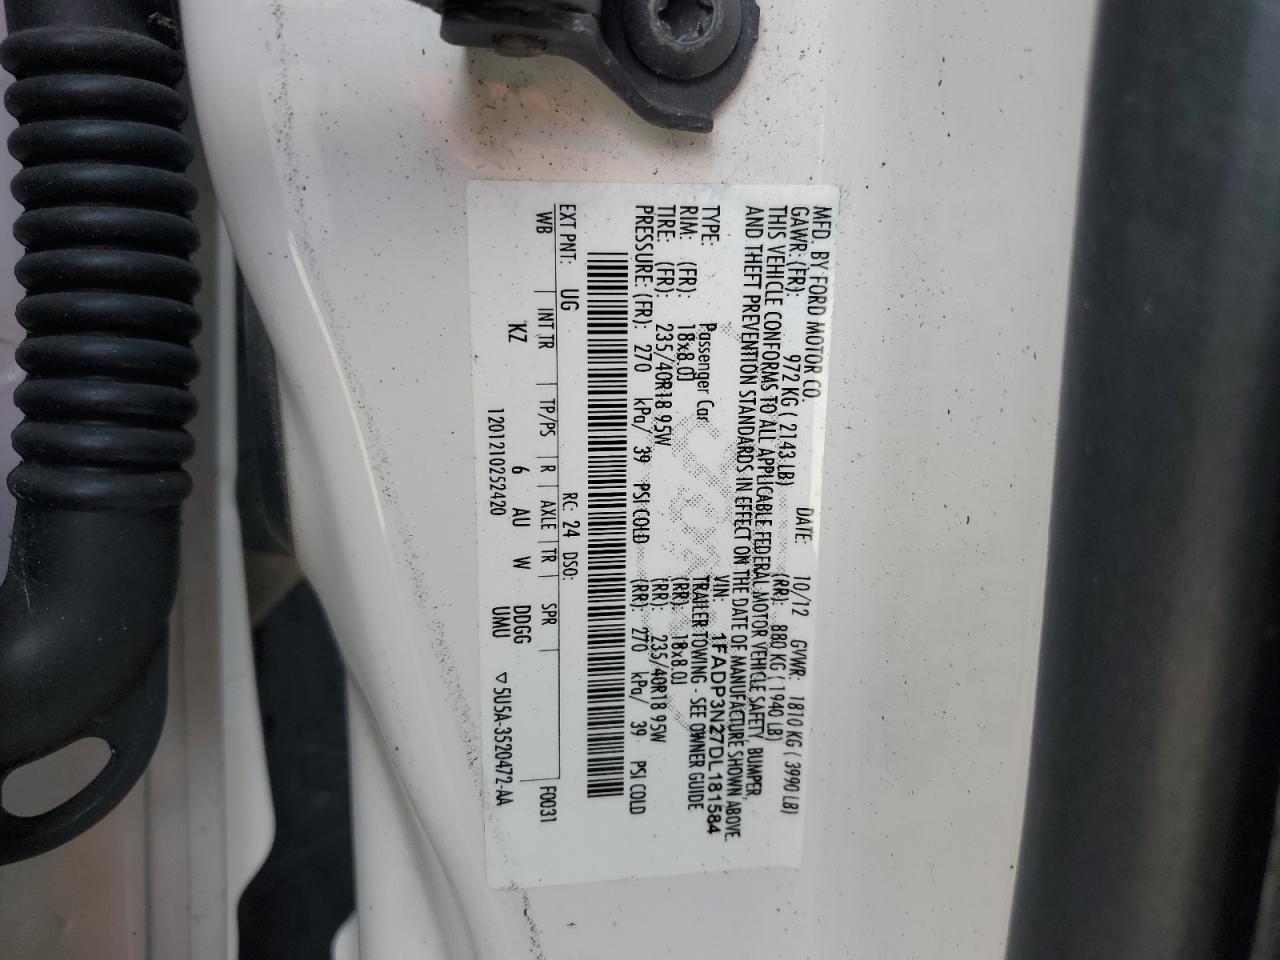 MFD. BY FORD MOTOR CO.
DATE: 10/12 GVWR: 1810 KG ( 3990 LB)
GAWR: (FR): 972 KG ( 2143 LB) (RR): 880 KG ( 1940 LB)
THIS VEHICLE CONFORMS TO ALL APPLICABLE FEDERAL MOTOR VEHICLE SAFETY, BUMPER,
AND THEFT PREVENTION STANDARDS IN EFFECT ON THE DATE OF MANUFACTURE SHOWN ABOVE.
VIN: 1FADP3N27DL181584
TYPE: Passenger Car TRAILER TOWING - SEE OWNER GUIDE
RIM: (FR): 18x8.0J (RR): 18x8.0J
TIRE: (FR): 235/40R18 95W (RR): 235/40R18 95W
PRESSURE: (FR): 270 kPa/ 39 PSI COLD (RR): 270 kPa/ 39 PSI COLD
EXT PNT: UG RC: 24 DSO: F0031
WB INT TR TP/PS R AXLE TR SPR
KZ 6 AU W DDGG
1201210252420 UMU ▽5U5A-3520472-AA